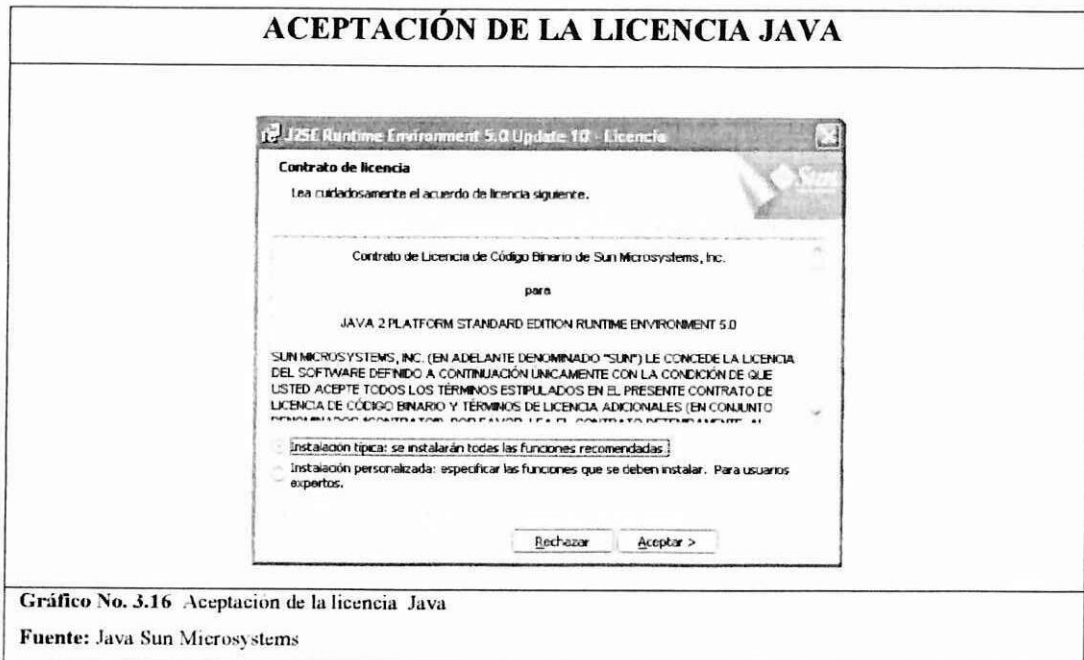 ACEPTACIÓN DE LA LICENCIA JAVA
J2SE Runtime Environment 5.0 Update 10 - Licencia
Contrato de licencia
Lea cuidadosamente el acuerdo de licencia siguiente.
Sun
Contrato de Licencia de Código Binario de Sun Microsystems, Inc.
para
JAVA 2 PLATFORM STANDARD EDITION RUNTIME ENVIRONMENT 5.0
SUN MICROSYSTEMS, INC. (EN ADELANTE DENOMINADO "SUN") LE CONCEDE LA LICENCIA
DEL SOFTWARE DEFINIDO A CONTINUACIÓN UNICAMENTE CON LA CONDICIÓN DE QUE
USTED ACEPTE TODOS LOS TÉRMINOS ESTIPULADOS EN EL PRESENTE CONTRATO DE
LICENCIA DE CÓDIGO BINARIO Y TÉRMINOS DE LICENCIA ADICIONALES (EN CONJUNTO
Instalación típica: se instalarán todas las funciones recomendadas.
Instalación personalizada: especificar las funciones que se deben instalar. Para usuarios
expertos.
Rechazar
Aceptar >
Gráfico No. 3.16 Aceptación de la licencia Java
Fuente: Java Sun Microsystems